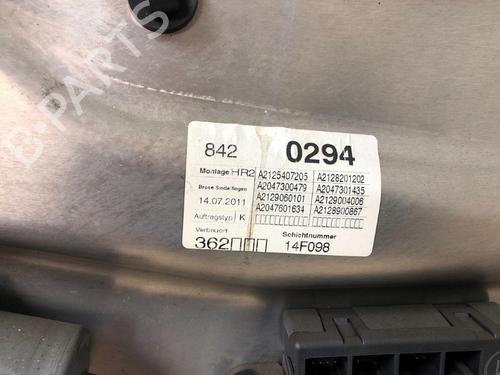 B-PARTS
842 0294
Montage HR2 A2125407205 A2128201202
Brose Sindelfingen A2047300479 A2047301435
14.07.2011 A2129060101 A2129004006
Auftragstyp K A2047601634 A2128900867
Verbauort Schichtnummer
362 14F098